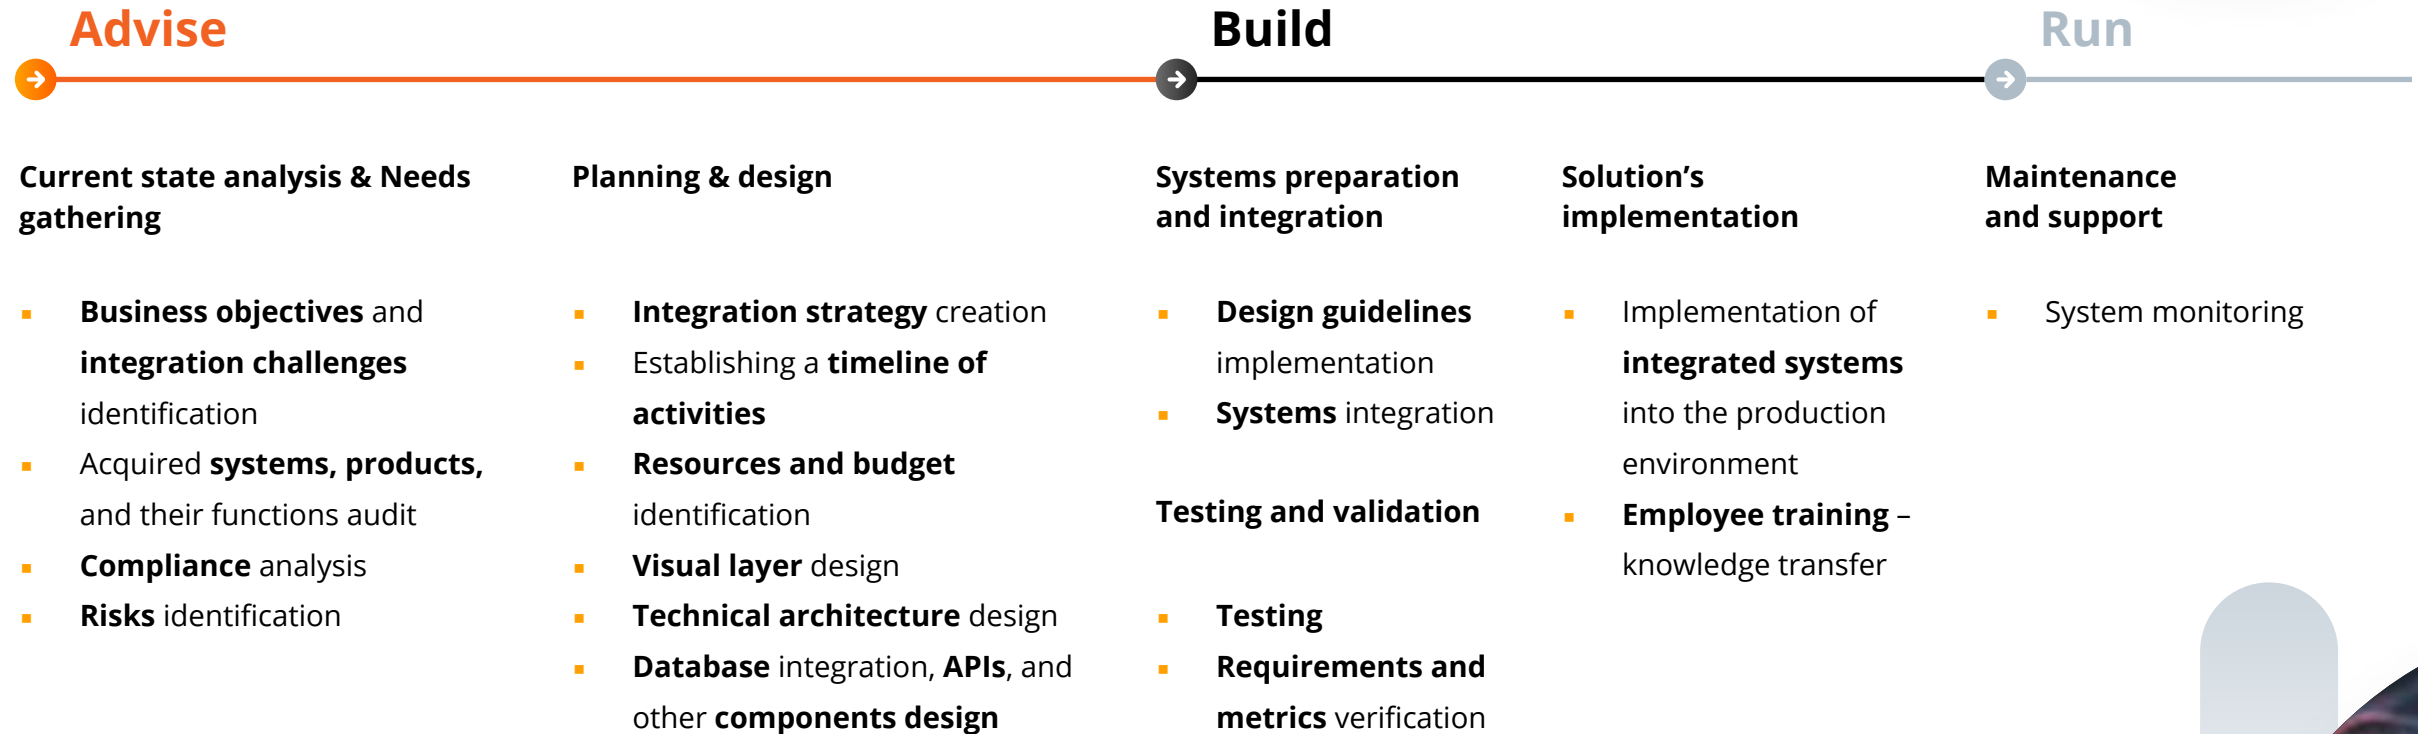 Advise
Build
Run
Current state analysis & Needs
gathering
Business objectives and
integration challenges
identification
Acquired systems, products,
and their functions audit
Compliance analysis
Risks identification
Planning & design
Integration strategy creation
Establishing a timeline of
activities
Resources and budget
identification
Visual layer design
Technical architecture design
Database integration, APIs, and
other components design
Systems preparation
and integration
Design guidelines
implementation
Systems integration
Testing and validation
Testing
Requirements and
metrics verification
Solution’s
implementation
Implementation of
integrated systems
into the production
environment
Employee training –
knowledge transfer
Maintenance
and support
System monitoring